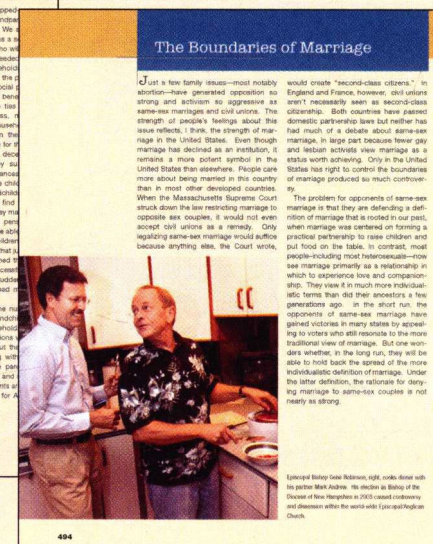 The Boundaries of Marriage
Just a few family issues—most notably
abortion—have generated opposition so
strong and activism so aggressive as
same-sex marriages and civil unions. The
strength of people's feelings about this
issue reflects, I think, the strength of mar-
riage in the United States. Even though
marriage has declined as an institution, it
remains a more potent symbol in the
United States than elsewhere. People care
more about being married in this country
than in most other developed countries.
When the Massachusetts Supreme Court
struck down the law restricting marriage to
opposite sex couples, it would not even
accept civil unions as a remedy. Only
legalizing same-sex marriage would suffice
because anything else, the Court wrote,
would create "second-class citizens." In
England and France, however, civil unions
aren't necessarily seen as second-class
citizenship. Both countries have passed
domestic partnership laws but neither has
had much of a debate about same-sex
marriage, in large part because fewer gay
and lesbian activists view marriage as a
status worth achieving. Only in the United
States has right to control the boundaries
of marriage produced so much controver-
sy.
The problem for opponents of same-sex
marriage is that they are defending a defi-
nition of marriage that is rooted in our past,
when marriage was centered on forming a
practical partnership to raise children and
put food on the table. In contrast, most
people-including most heterosexuals—now
see marriage primarily as a relationship in
which to experience love and companion-
ship. They view it in much more individual-
istic terms than did their ancestors a few
generations ago. In the short run, the
opponents of same-sex marriage have
gained victories in many states by appeal-
ing to voters who still resonate to the more
traditional view of marriage. But one won-
ders whether, in the long run, they will be
able to hold back the spread of the more
individualistic definition of marriage. Under
the latter definition, the rationale for deny-
ing marriage to same-sex couples is not
nearly as strong.
Episcopal Bishop Gene Robinson, right, cooks dinner with
his partner Mark Andrew. His election as Bishop of the
Diocese of New Hampshire in 2003 caused controversy
and dissension within the world-wide Episcopal/Anglican
Church.
494